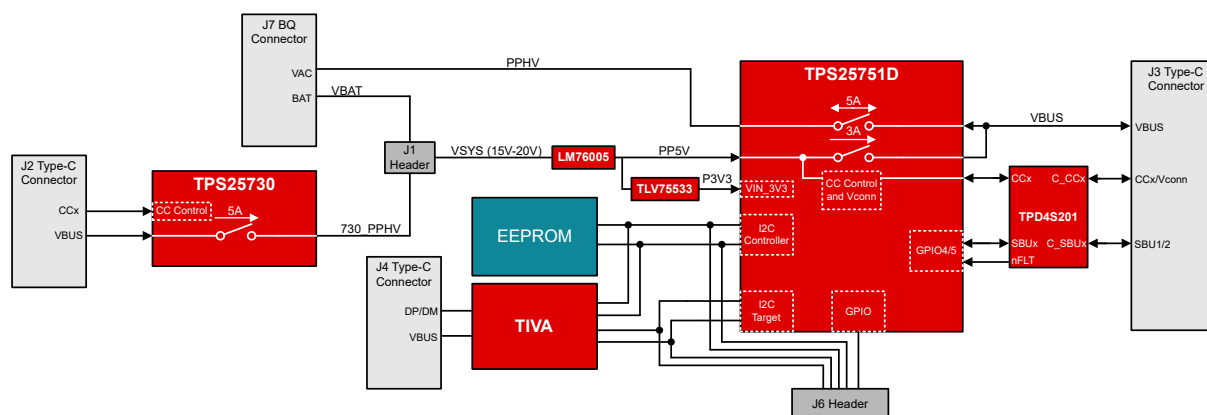 J7 BQ
Connector
VAC
BAT
PPHV
VBAT
J2 Type-C
Connector
CCx
VBUS
TPS25730
CC Control
5A
730_PPHV
J1
Header
VSYS (15V-20V)
LM76005
PP5V
TLV75533
P3V3
TPS25751D
5A
3A
CC Control
and Vconn
VIN_3V3
I2C
Controller
GPIO4/5
I2C
Target
GPIO
EEPROM
J4 Type-C
Connector
DP/DM
VBUS
TIVA
J6 Header
VBUS
CCx
C_CCx
TPD4S201
SBUx
C_SBUx
nFLT
J3 Type-C
Connector
VBUS
CCx/Vconn
SBU1/2